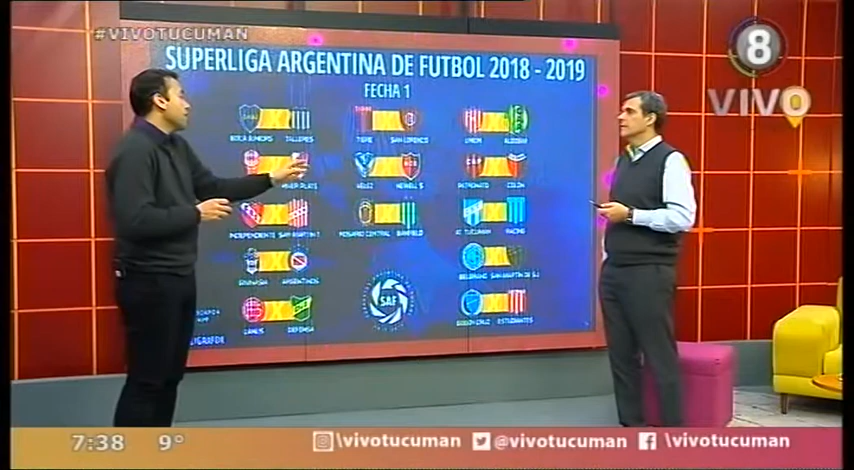 #VIVOTUCUMAN
8
VIVO
SUPERLIGA ARGENTINA DE FUTBOL 2018 - 2019
FECHA 1
BOCA JUNIORS TALLERES
TIGRE SAN LORENZO
UNION ALDOSIVI
RIVER PLATE
VELEZ NEWELL'S
PATRONATO COLON
INDEPENDIENTE SAN MARTIN T
ROSARIO CENTRAL BANFIELD
AT. TUCUMAN RACING
GIMNASIA ARGENTINOS
BELGRANO SAN MARTIN DE SJ
LANUS DEFENSA
SAF
GODOY CRUZ ESTUDIANTES
7:38 9° \vivotucuman @vivotucuman \vivotucuman